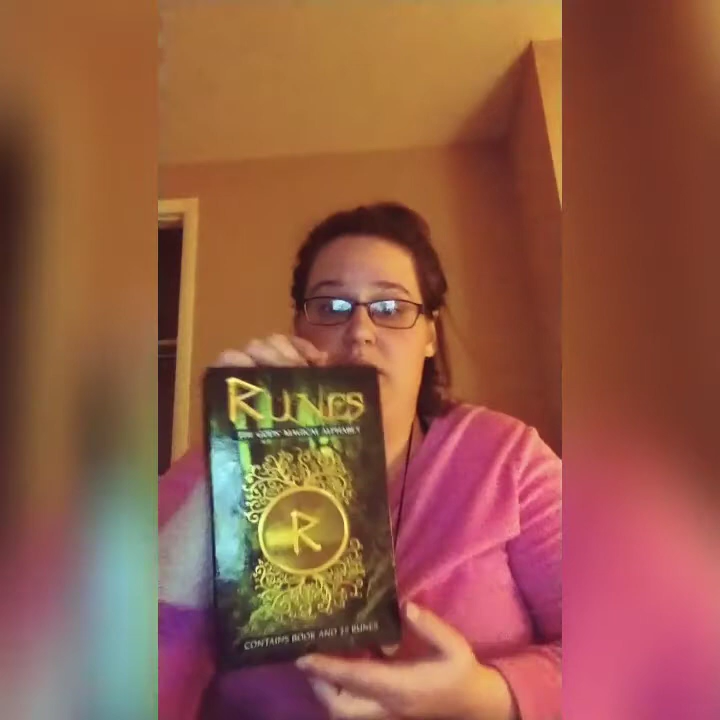 RUNES
THE GODS' MAGICAL ALPHABET
R
CONTAINS BOOK AND 25 RUNES